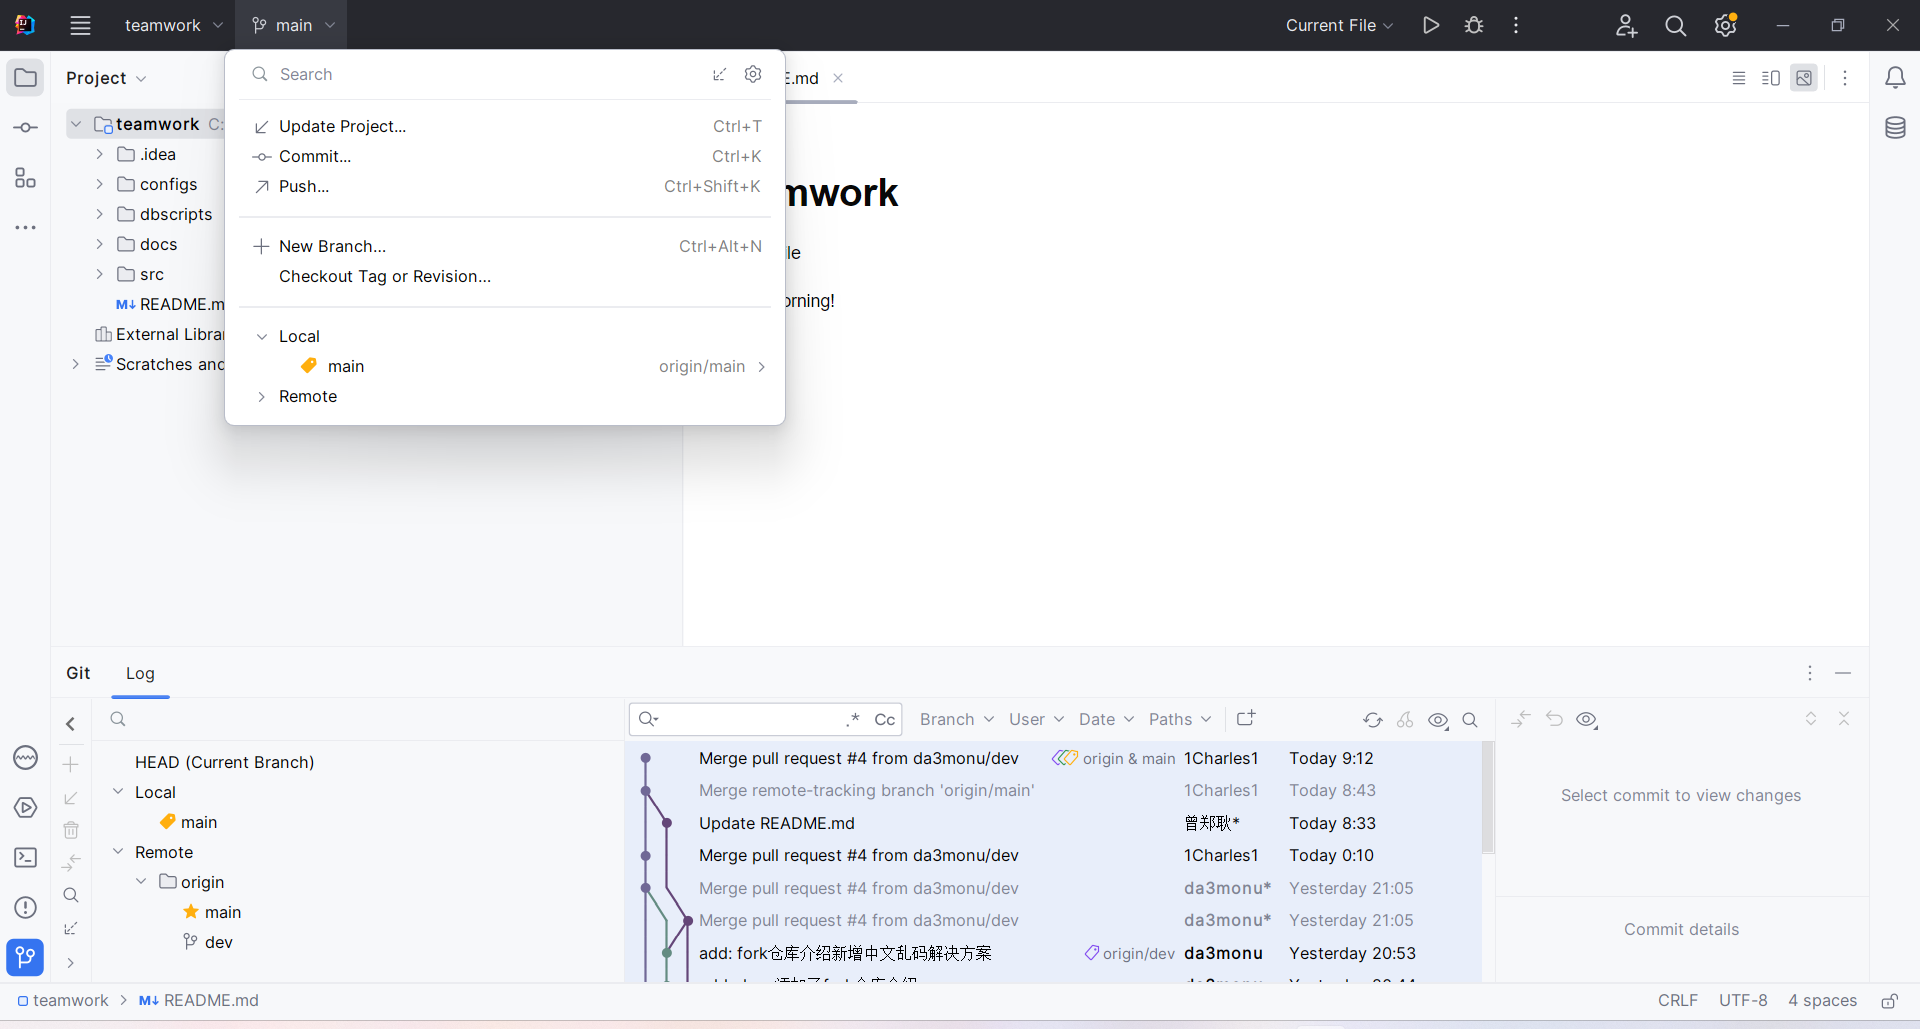 teamwork
main
Current File
Search
Update Project... Ctrl+T
Commit... Ctrl+K
Push... Ctrl+Shift+K
New Branch... Ctrl+Alt+N
Checkout Tag or Revision...
Local
main origin/main
Remote
Project
teamwork C:
.idea
configs
dbscripts
docs
src
README.m
External Libra
Scratches and
E.md
mwork
le
orning!
Git
Log
HEAD (Current Branch)
Local
main
Remote
origin
main
dev
.* Cc
Branch User Date Paths
Merge pull request #4 from da3monu/dev origin & main 1Charles1 Today 9:12
Merge remote-tracking branch 'origin/main' 1Charles1 Today 8:43
Update README.md 曾郑耿* Today 8:33
Merge pull request #4 from da3monu/dev 1Charles1 Today 0:10
Merge pull request #4 from da3monu/dev da3monu* Yesterday 21:05
Merge pull request #4 from da3monu/dev da3monu* Yesterday 21:05
add: fork仓库介绍新增中文乱码解决方案 origin/dev da3monu Yesterday 20:53
Select commit to view changes
Commit details
teamwork
README.md
CRLF UTF-8 4 spaces